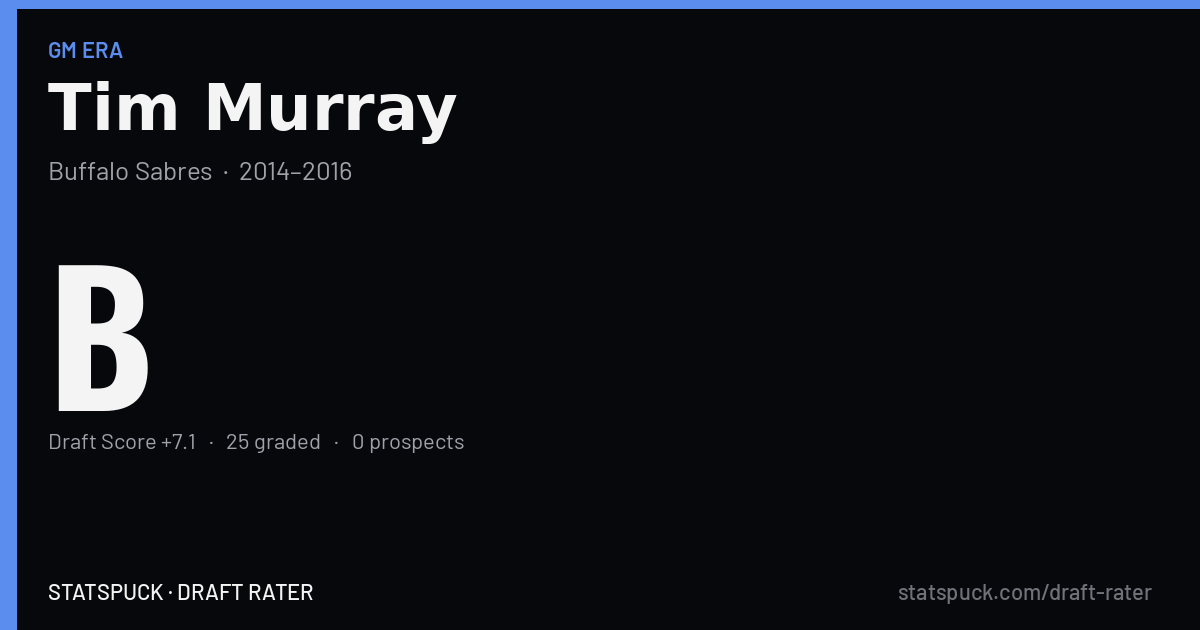 GM ERA
Tim Murray
Buffalo Sabres · 2014–2016
B
Draft Score +7.1 · 25 graded · 0 prospects
STATSPUCK · DRAFT RATER
statspuck.com/draft-rater